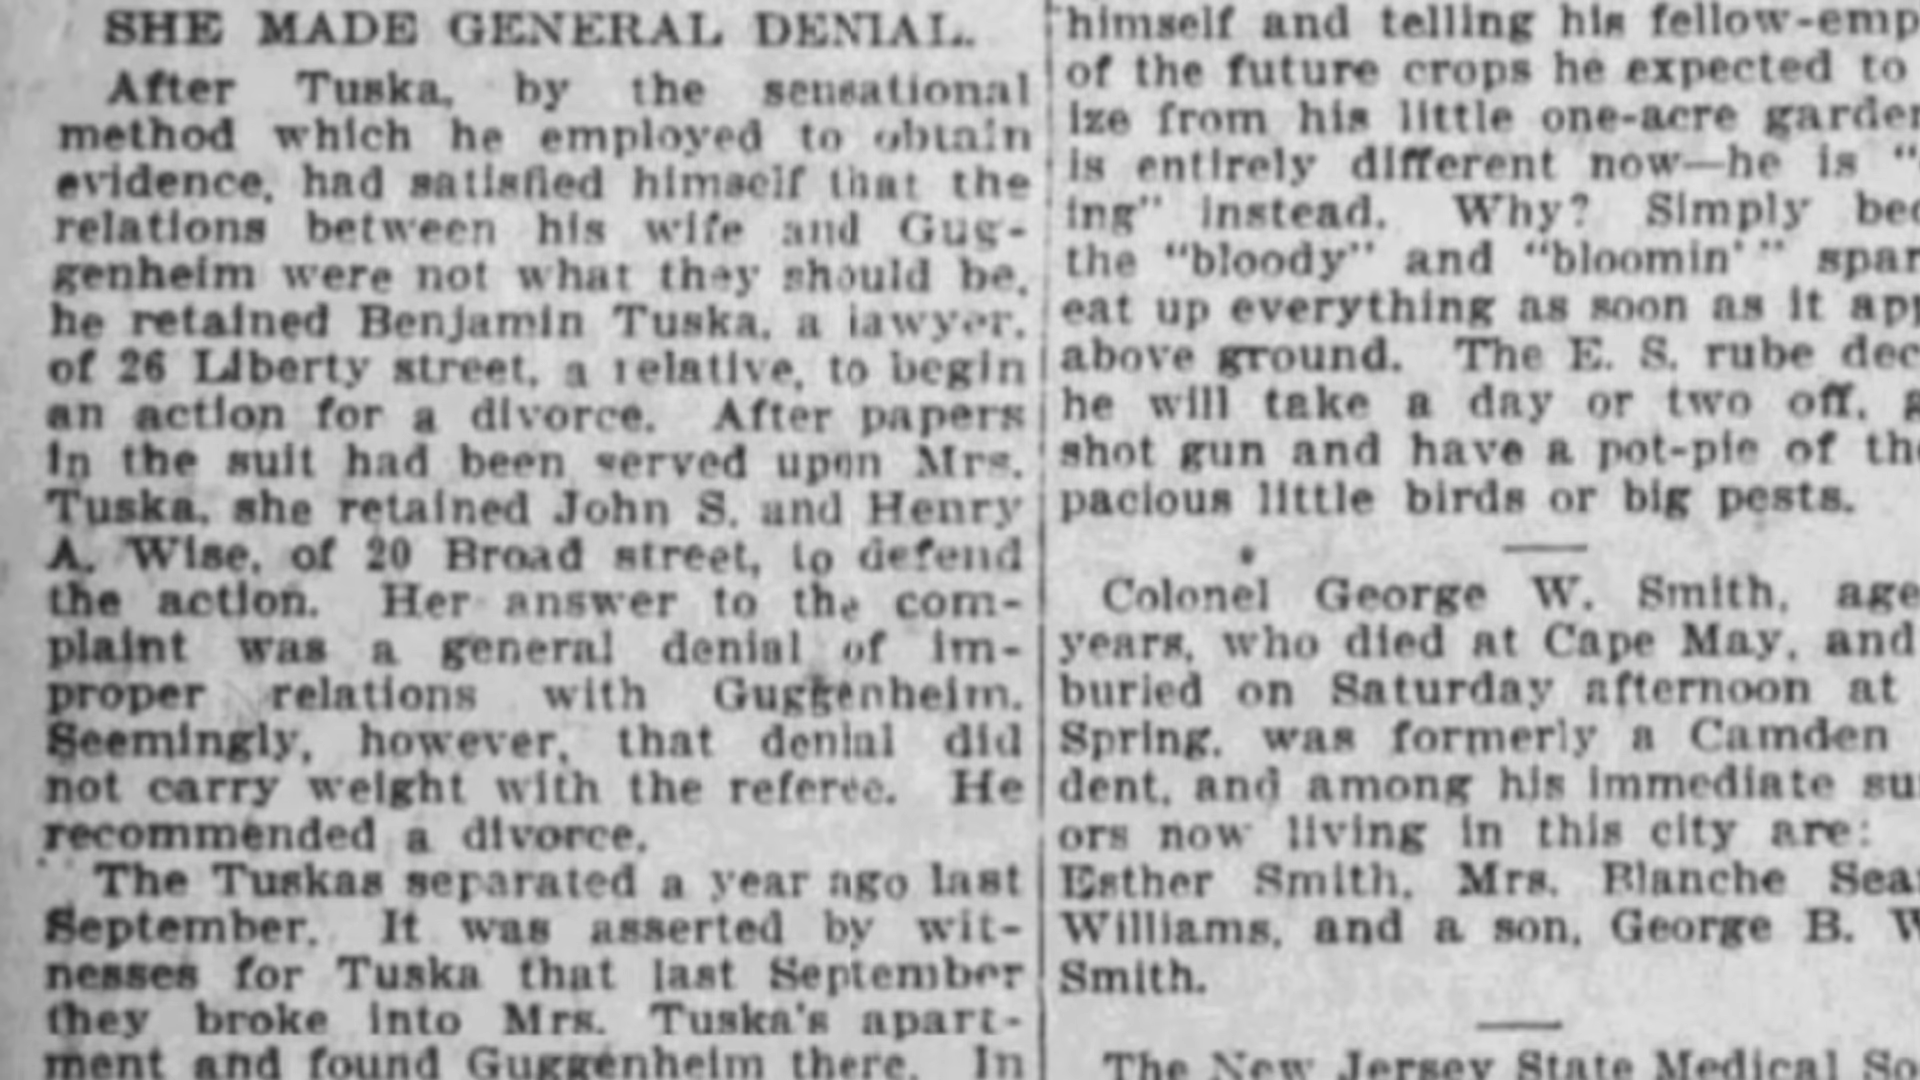 SHE MADE GENERAL DENIAL.
After Tuska, by the sensational
method which he employed to obtain
evidence, had satisfied himself that the
relations between his wife and Gug-
genheim were not what they should be,
he retained Benjamin Tuska, a lawyer,
of 26 Liberty street, a relative, to begin
an action for a divorce. After papers
in the suit had been served upon Mrs.
Tuska, she retained John S. and Henry
A. Wise, of 20 Broad street, to defend
the action. Her answer to the com-
plaint was a general denial of im-
proper relations with Guggenheim.
Seemingly, however, that denial did
not carry weight with the referee. He
recommended a divorce.
The Tuskas separated a year ago last
September. It was asserted by wit-
nesses for Tuska that last September
they broke into Mrs. Tuska's apart-
ment and found Guggenheim there. In
himself and telling his fellow-emp
of the future crops he expected to
ize from his little one-acre garden
is entirely different now—he is "
ing" instead. Why? Simply bec
the "bloody" and "bloomin'" spar
eat up everything as soon as it app
above ground. The E. S. rube dec
he will take a day or two off, g
shot gun and have a pot-pie of the
pacious little birds or big pests.
Colonel George W. Smith, age
years, who died at Cape May, and
buried on Saturday afternoon at
Spring, was formerly a Camden
dent, and among his immediate su
ors now living in this city are:
Esther Smith, Mrs. Blanche Sea
Williams, and a son, George B. W
Smith.
The New Jersey State Medical So